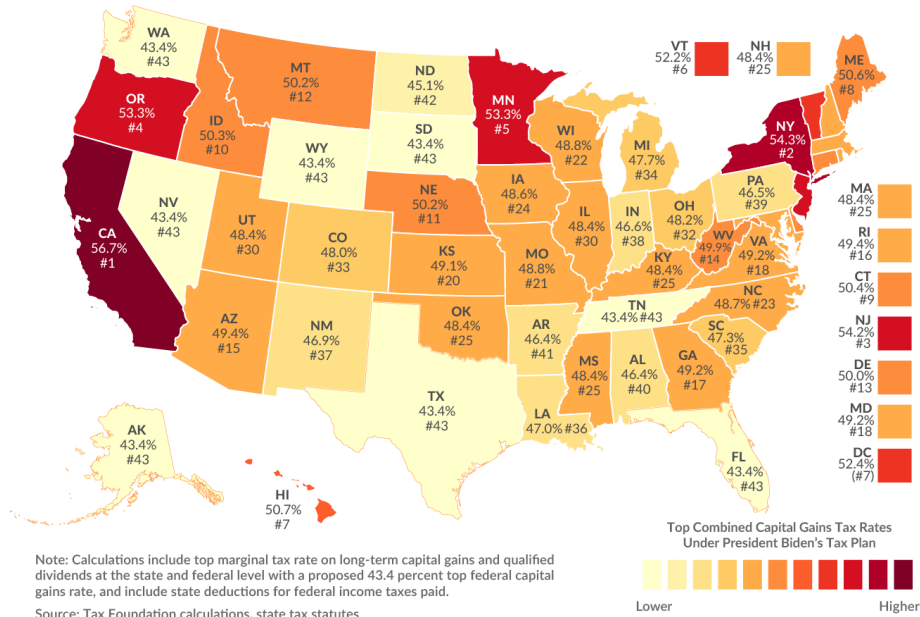 WA
43.4%
#43
OR
53.3%
#4
CA
56.7%
#1
NV
43.4%
#43
ID
50.3%
#10
MT
50.2%
#12
WY
43.4%
#43
UT
48.4%
#30
AZ
49.4%
#15
CO
48.0%
#33
NM
46.9%
#37
ND
45.1%
#42
SD
43.4%
#43
NE
50.2%
#11
KS
49.1%
#20
OK
48.4%
#25
TX
43.4%
#43
MN
53.3%
#5
IA
48.6%
#24
MO
48.8%
#21
AR
46.4%
#41
LA
47.0% #36
WI
48.8%
#22
IL
48.4%
#30
MI
47.7%
#34
IN
46.6%
#38
OH
48.2%
#32
KY
48.4%
#25
TN
43.4% #43
MS
48.4%
#25
AL
46.4%
#40
GA
49.2%
#17
FL
43.4%
#43
SC
47.3%
#35
NC
48.7% #23
VA
49.2%
#18
WV
49.9%
#14
PA
46.5%
#39
NY
54.3%
#2
VT
52.2%
#6
NH
48.4%
#25
ME
50.6%
#8
MA
48.4%
#25
RI
49.4%
#16
CT
50.4%
#9
NJ
54.2%
#3
DE
50.0%
#13
MD
49.2%
#18
DC
52.4%
(#7)
AK
43.4%
#43
HI
50.7%
#7
Top Combined Capital Gains Tax Rates
Under President Biden's Tax Plan
Lower
Higher
Note: Calculations include top marginal tax rate on long-term capital gains and qualified
dividends at the state and federal level with a proposed 43.4 percent top federal capital
gains rate, and include state deductions for federal income taxes paid.
Source: Tax Foundation calculations, state tax statutes